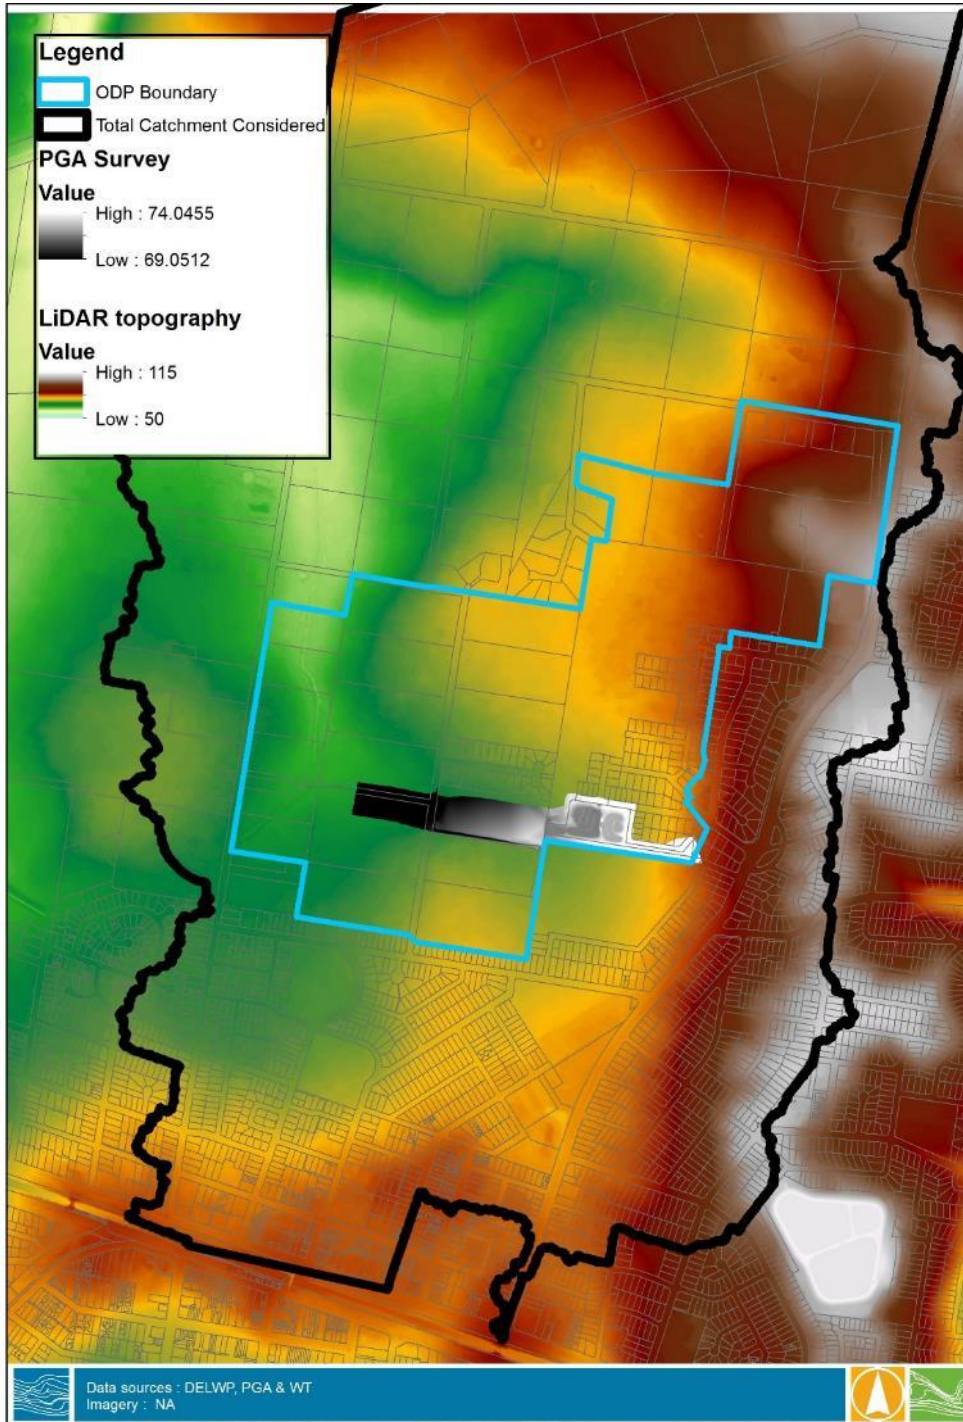 Legend
ODP Boundary
Total Catchment Considered
PGA Survey
Value
High : 74.0455
Low : 69.0512
LiDAR topography
Value
High : 115
Low : 50
Data sources : DELWP, PGA & WT
Imagery : NA